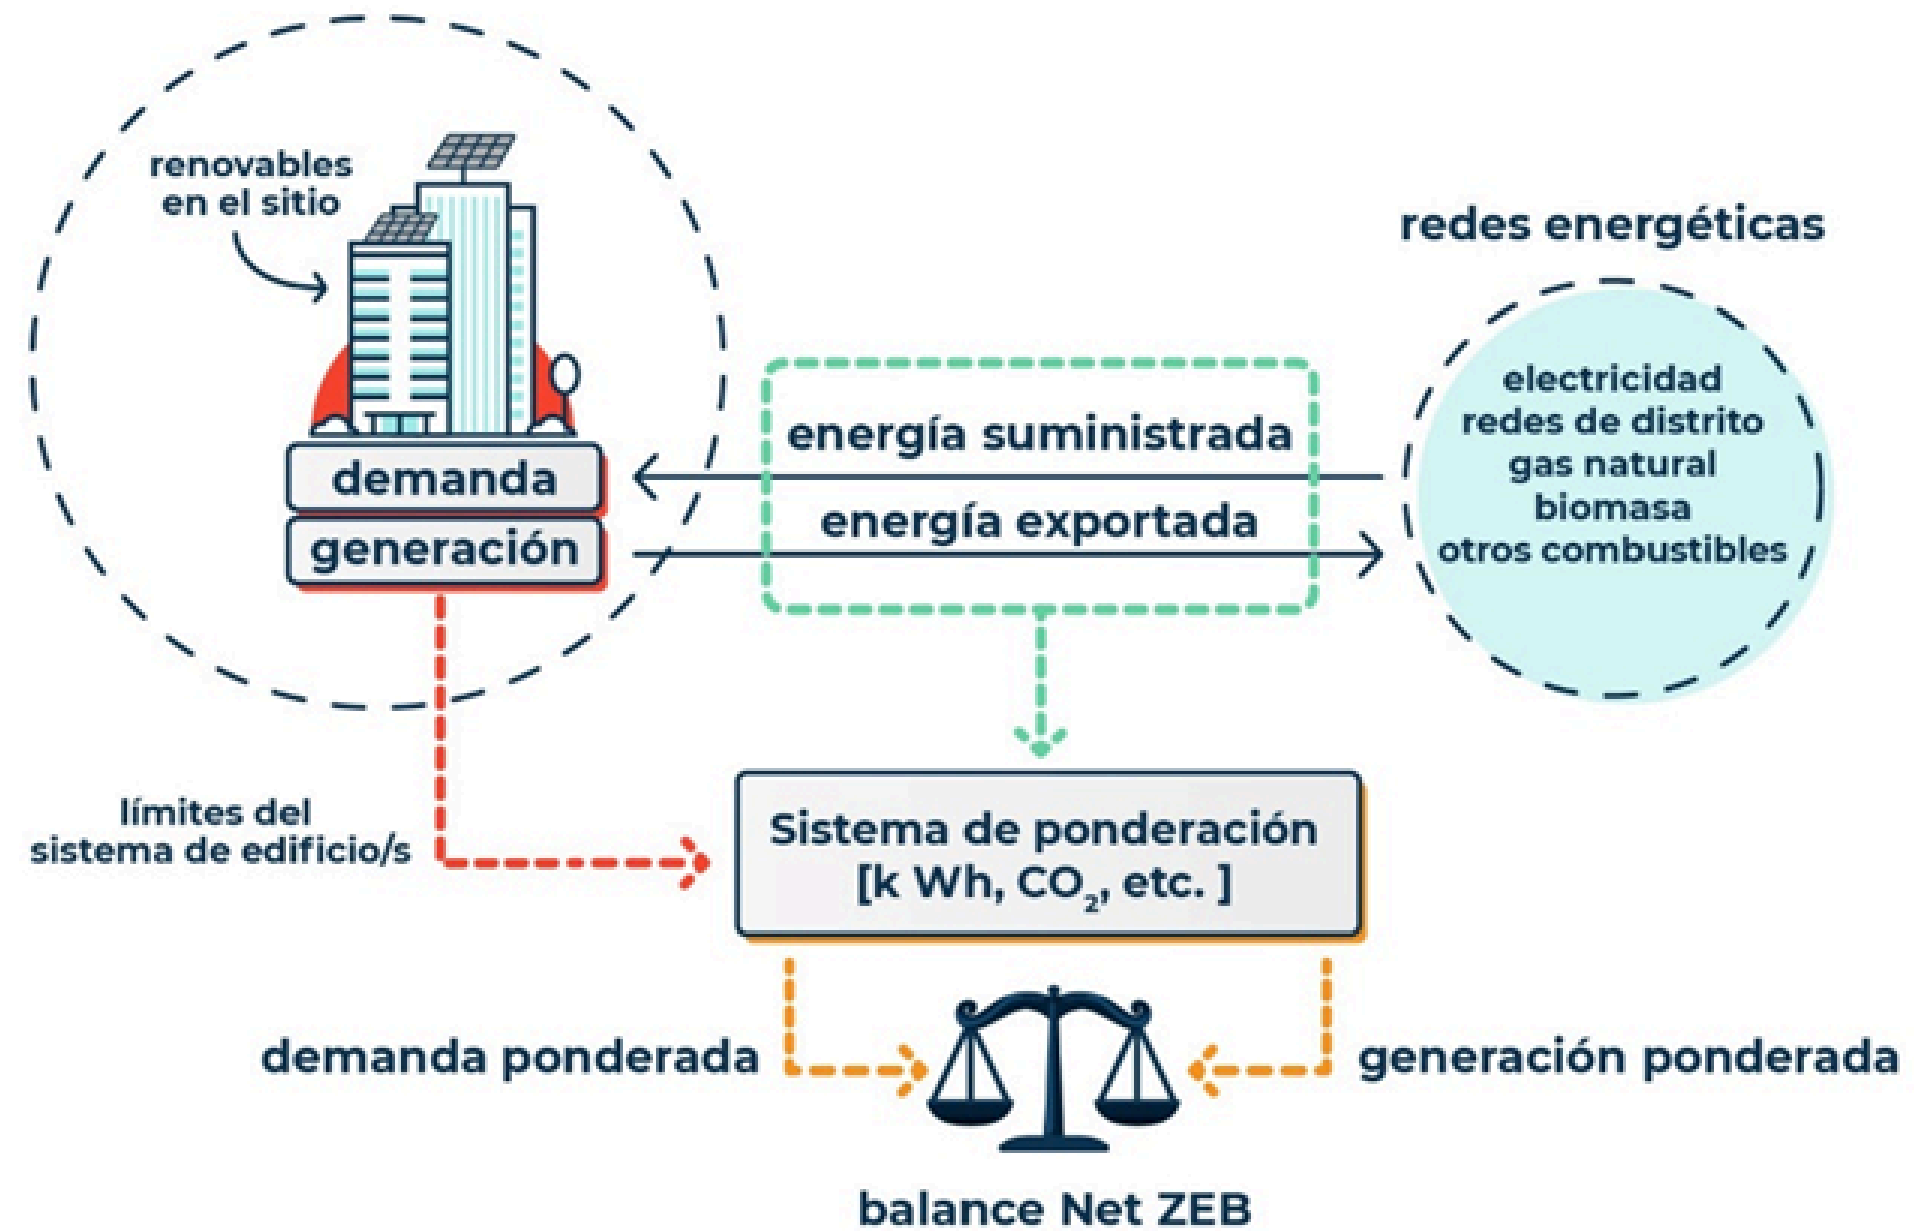 renovables
en el sitio
demanda
generación
energía suministrada
energía exportada
redes energéticas
electricidad
redes de distrito
gas natural
biomasa
otros combustibles
límites del
sistema de edificio/s
Sistema de ponderación
[k Wh, CO₂, etc. ]
demanda ponderada
generación ponderada
balance Net ZEB